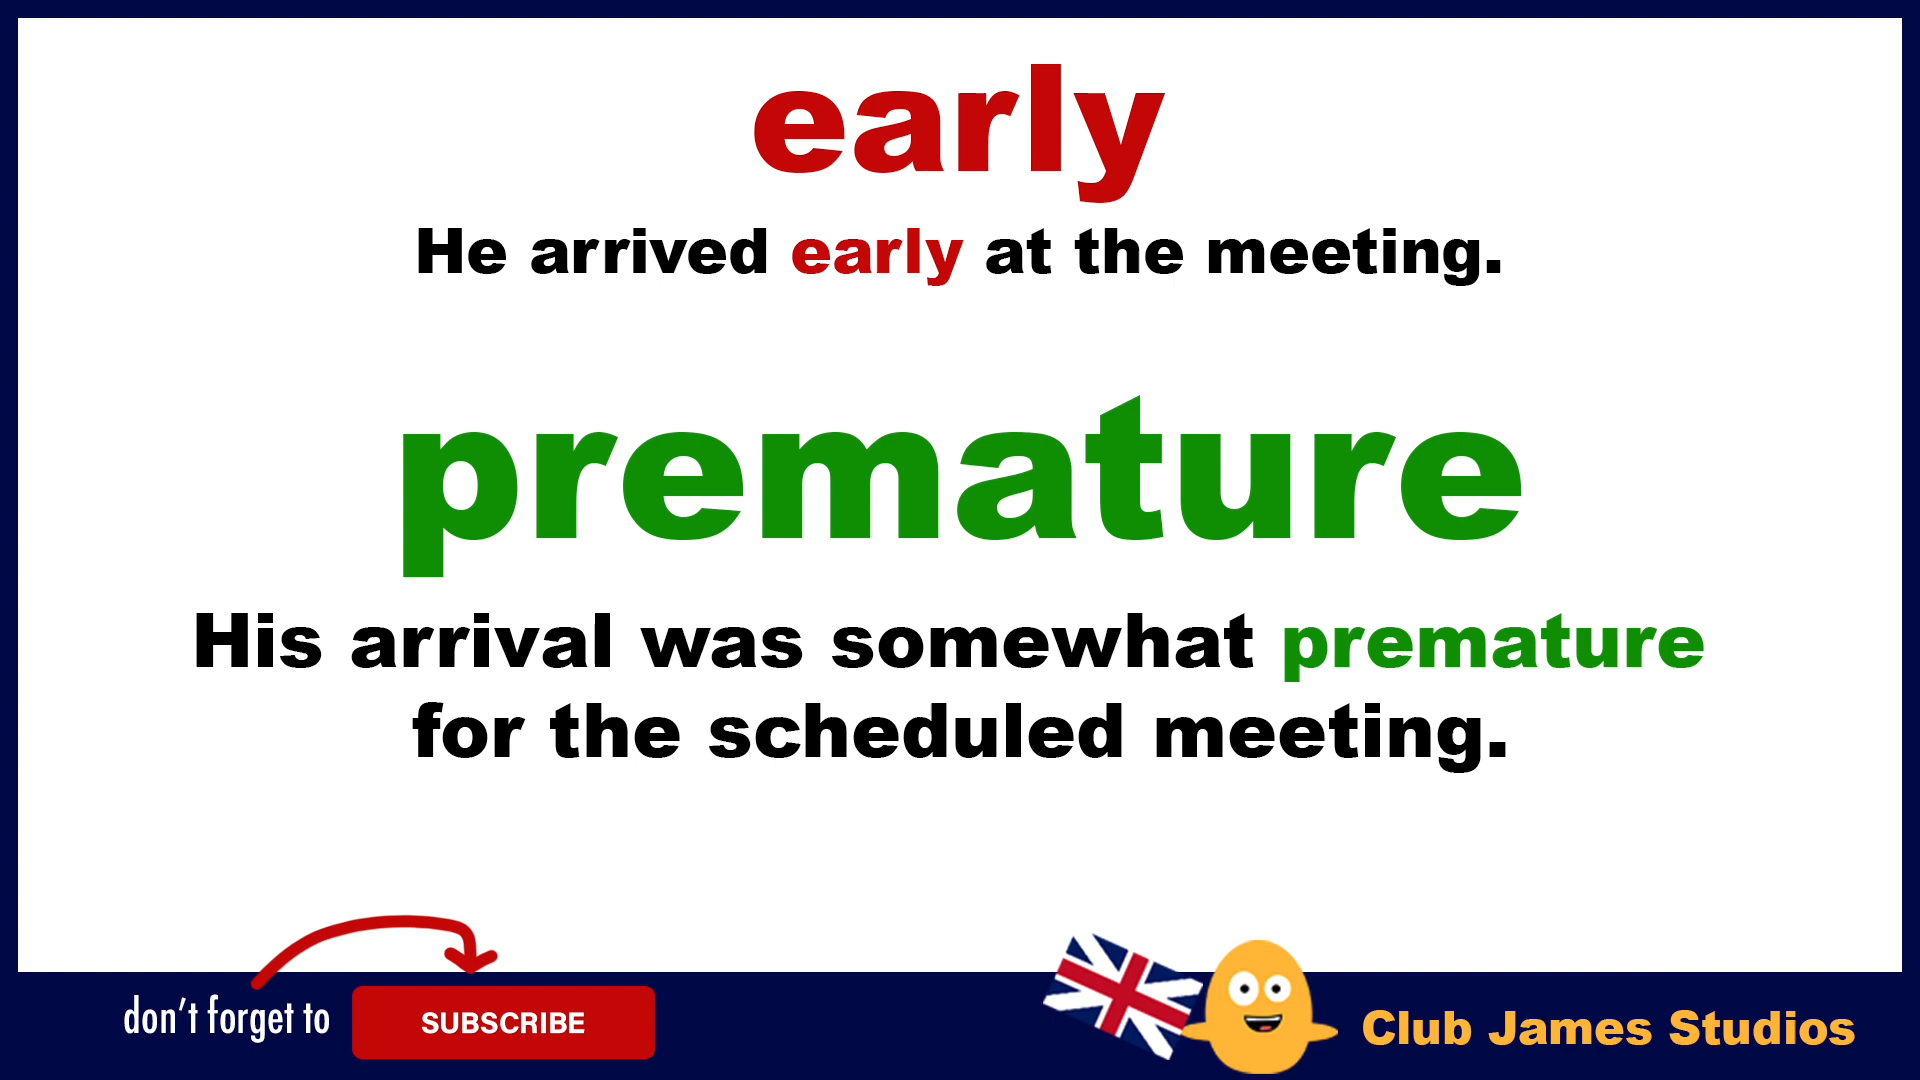 early
He arrived early at the meeting.
premature
His arrival was somewhat premature
for the scheduled meeting.
don't forget to
SUBSCRIBE
Club James Studios